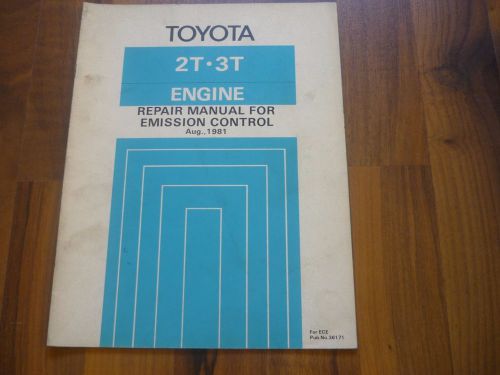 TOYOTA
2T·3T
ENGINE
REPAIR MANUAL FOR
EMISSION CONTROL
Aug.,1981
For ECE
Pub No.36171